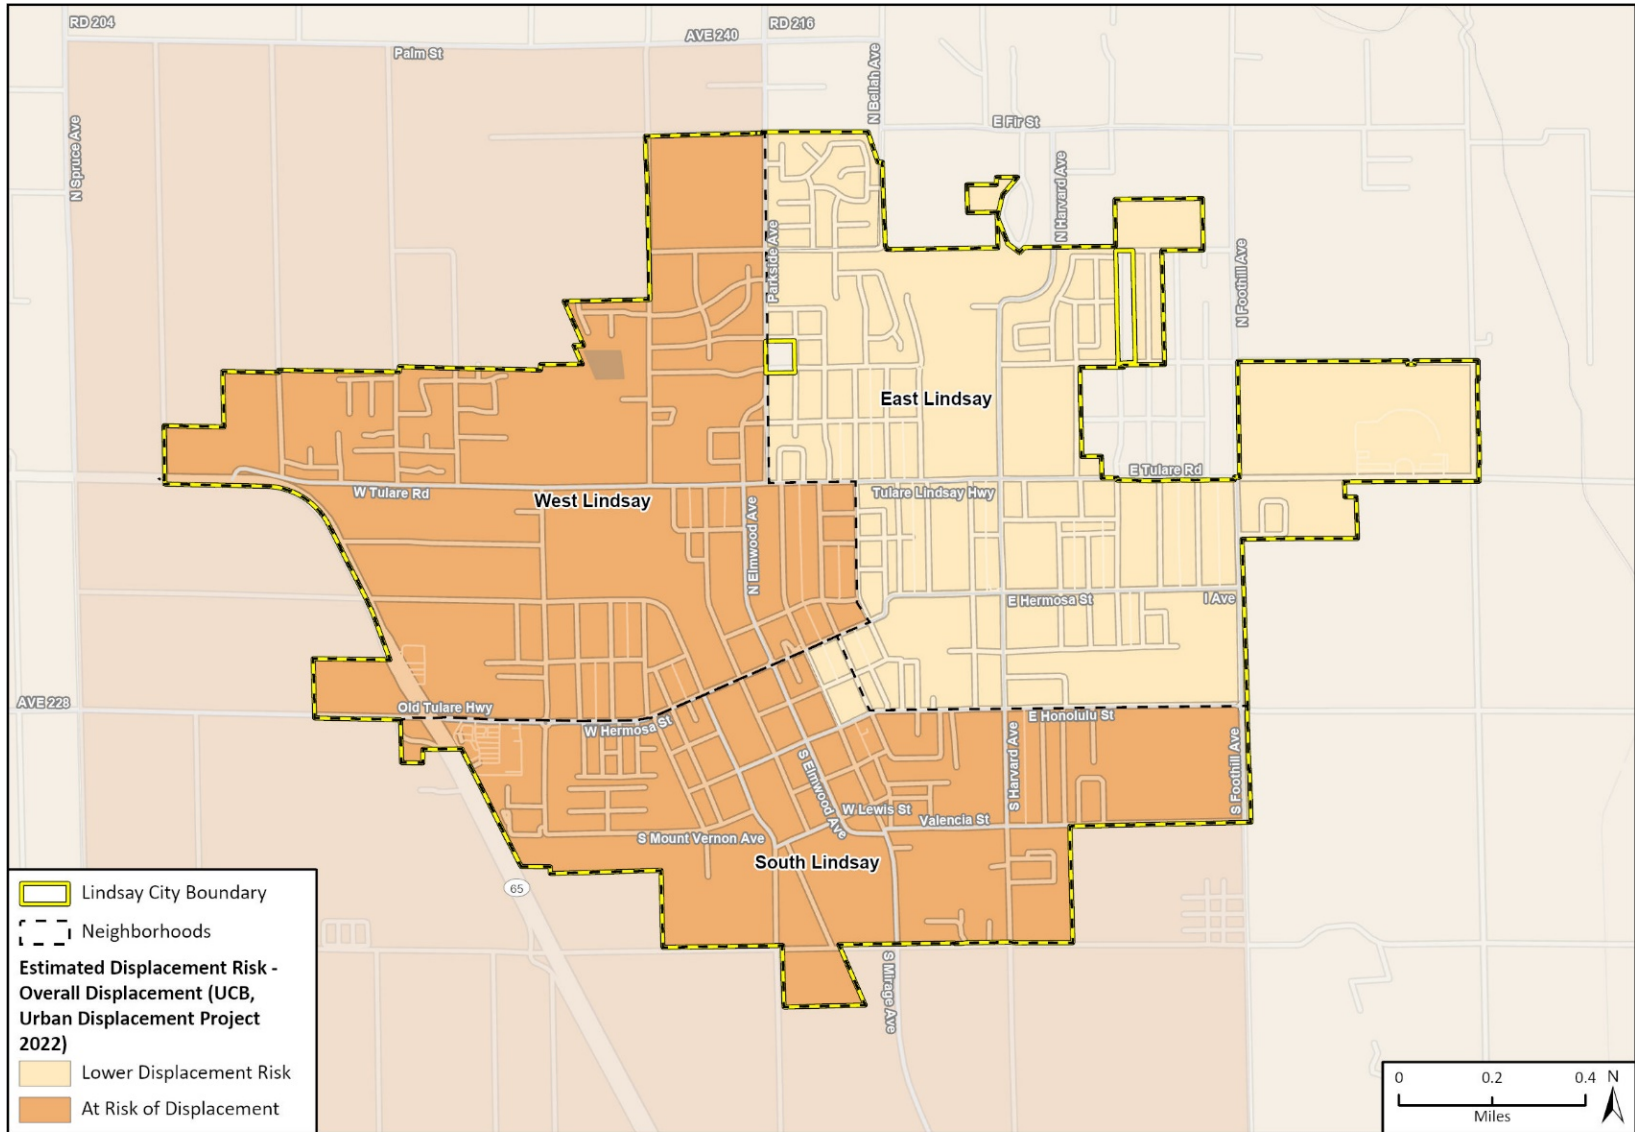 RD 204
RD 216
AVE 240
Palm St
N Bellah Ave
E Fir St
N Spruce Ave
N Harvard Ave
Parkside Ave
N Foothill Ave
East Lindsay
E Tulare Rd
W Tulare Rd
West Lindsay
Tulare Lindsay Hwy
N Elmwood Ave
E Hermosa St
I Ave
AVE 228
Old Tulare Hwy
W Hermosa St
E Honolulu St
S Elmwood Ave
S Harvard Ave
S Foothill Ave
W Lewis St
Valencia St
S Mount Vernon Ave
South Lindsay
65
S Mirage Ave
Lindsay City Boundary
Neighborhoods
Estimated Displacement Risk -
Overall Displacement (UCB,
Urban Displacement Project
2022)
Lower Displacement Risk
At Risk of Displacement
0 0.2 0.4 N
Miles